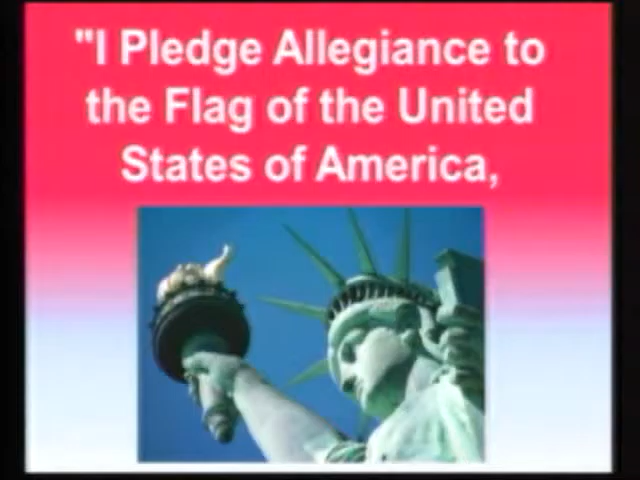 "I Pledge Allegiance to
the Flag of the United
States of America,